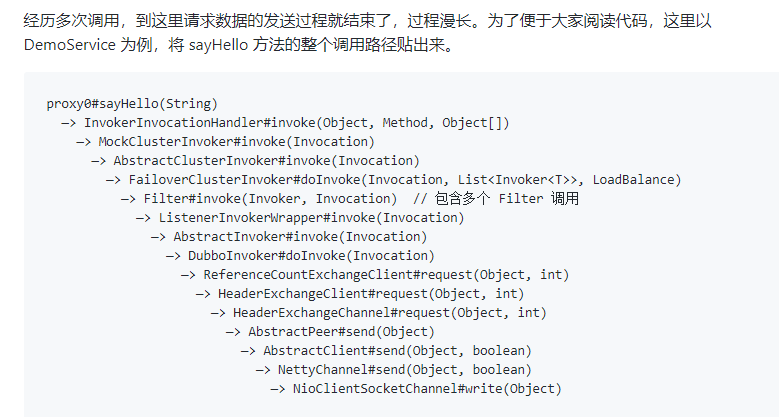 经历多次调用，到这里请求数据的发送过程就结束了，过程漫长。为了便于大家阅读代码，这里以
DemoService 为例，将 sayHello 方法的整个调用路径贴出来。
proxy0#sayHello(String)
—> InvokerInvocationHandler#invoke(Object, Method, Object[])
—> MockClusterInvoker#invoke(Invocation)
—> AbstractClusterInvoker#invoke(Invocation)
—> FailoverClusterInvoker#doInvoke(Invocation, List<Invoker<T>>, LoadBalance)
—> Filter#invoke(Invoker, Invocation)  // 包含多个 Filter 调用
—> ListenerInvokerWrapper#invoke(Invocation)
—> AbstractInvoker#invoke(Invocation)
—> DubboInvoker#doInvoke(Invocation)
—> ReferenceCountExchangeClient#request(Object, int)
—> HeaderExchangeClient#request(Object, int)
—> HeaderExchangeChannel#request(Object, int)
—> AbstractPeer#send(Object)
—> AbstractClient#send(Object, boolean)
—> NettyChannel#send(Object, boolean)
—> NioClientSocketChannel#write(Object)